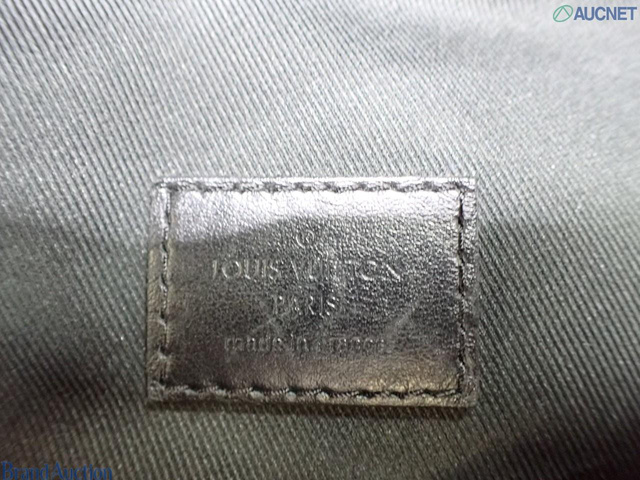 AUCNET
®
LOUIS VUITTON
PARIS
made in France
Brand Auction